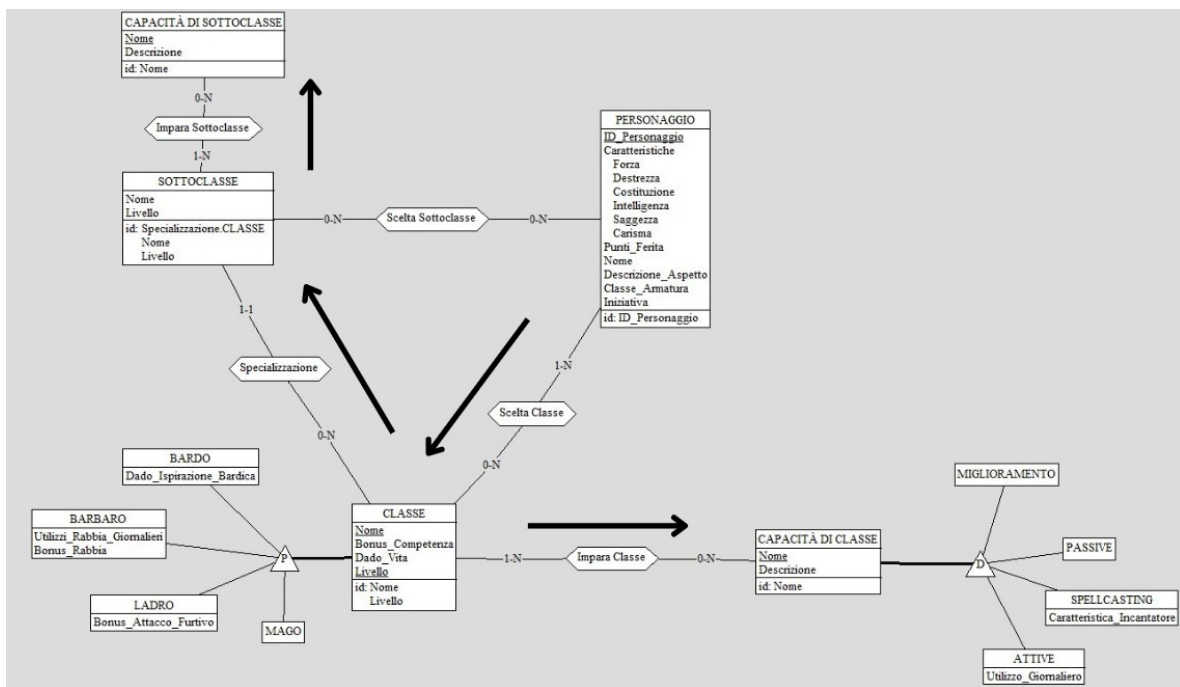 CAPACITÀ DI SOTTOCLASSE
Nome
Descrizione
id: Nome
0-N
Impara Sottoclasse
1-N
SOTTOCLASSE
Nome
Livello
id: Specializzazione.CLASSE
Nome
Livello
0-N
Scelta Sottoclasse
0-N
PERSONAGGIO
ID_Personaggio
Caratteristiche
Forza
Destrezza
Costituzione
Intelligenza
Saggezza
Carisma
Punti_Ferita
Nome
Descrizione_Aspetto
Classe_Armatura
Iniziativa
id: ID_Personaggio
1-1
Specializzazione
0-N
1-N
Scelta Classe
0-N
BARDO
Dado_Ispirazione_Bardica
BARBARO
Utilizzi_Rabbia_Giornalieri
Bonus_Rabbia
LADRO
Bonus_Attacco_Furtivo
MAGO
P
CLASSE
Nome
Bonus_Competenza
Dado_Vita
Livello
id: Nome
Livello
1-N
Impara Classe
0-N
CAPACITÀ DI CLASSE
Nome
Descrizione
id: Nome
D
MIGLIORAMENTO
PASSIVE
SPELLCASTING
Caratteristica_Incantatore
ATTIVE
Utilizzo_Giornaliero